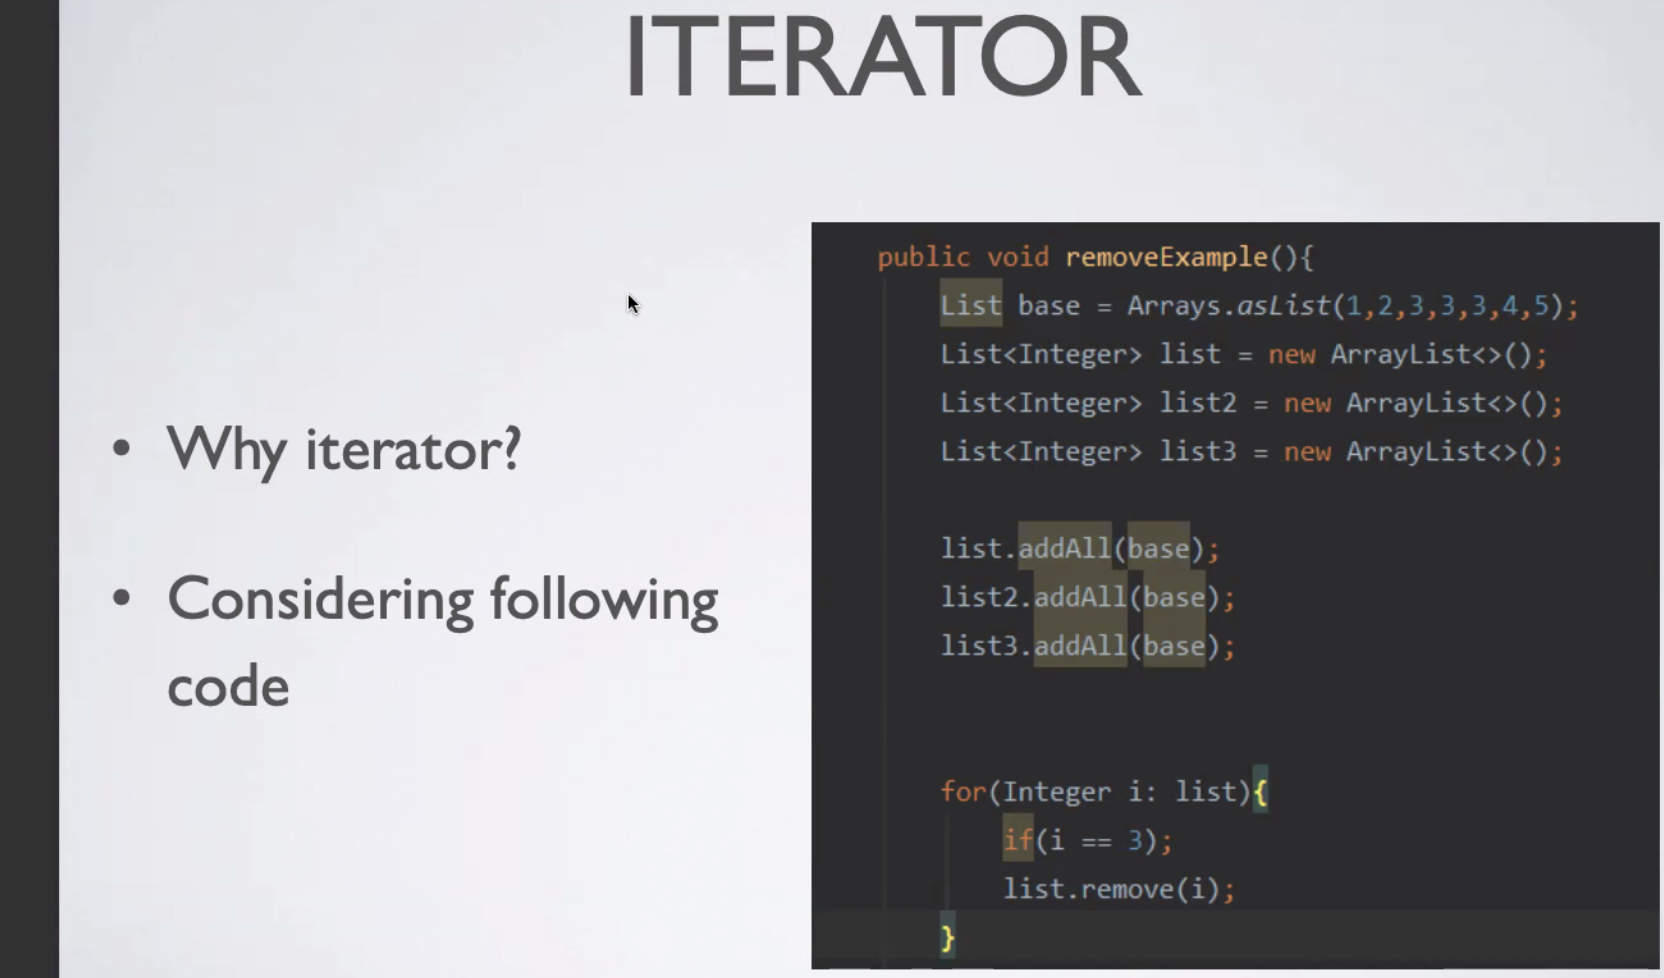 ITERATOR
• Why iterator?
• Considering following
code
public void removeExample(){
List base = Arrays.asList(1,2,3,3,3,4,5);
List<Integer> list = new ArrayList<>();
List<Integer> list2 = new ArrayList<>();
List<Integer> list3 = new ArrayList<>();
list.addAll(base);
list2.addAll(base);
list3.addAll(base);
for(Integer i: list){
if(i == 3);
list.remove(i);
}